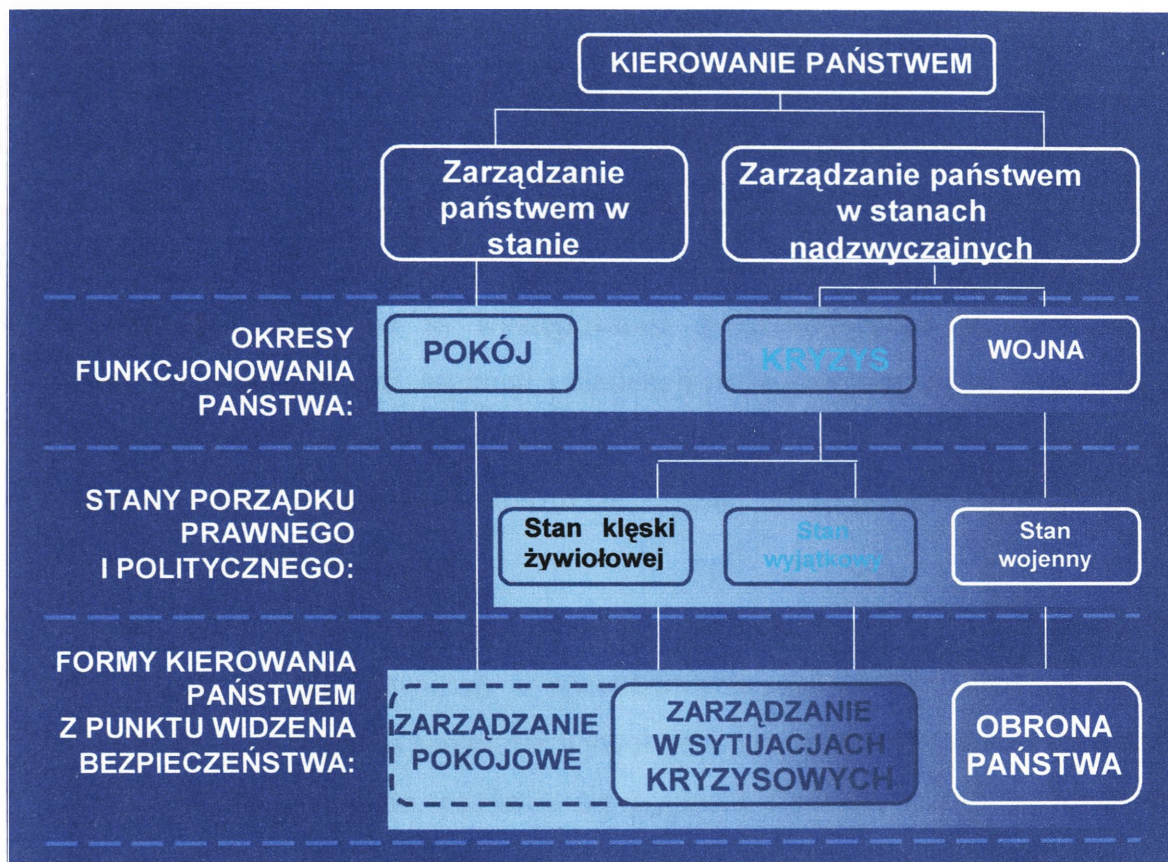 KIEROWANIE PAŃSTWEM
Zarządzanie
państwem w
stanie
Zarządzanie państwem
w stanach
nadzwyczajnych
OKRESY
FUNKCJONOWANIA
PAŃSTWA:
POKÓJ
KRYZYS
WOJNA
STANY PORZĄDKU
PRAWNEGO
I POLITYCZNEGO:
Stan klęski
żywiołowej
Stan
wyjątkowy
Stan
wojenny
FORMY KIEROWANIA
PAŃSTWEM
Z PUNKTU WIDZENIA
BEZPIECZEŃSTWA:
ZARZĄDZANIE
POKOJOWE
ZARZĄDZANIE
W SYTUACJACH
KRYZYSOWYCH
OBRONA
PAŃSTWA